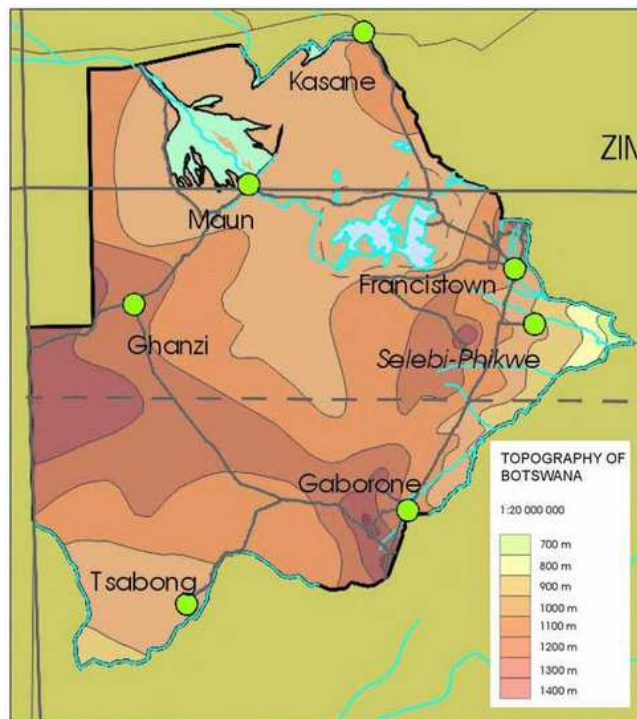 Kasane
ZIM
Maun
Francistown
Ghanzi
Selebi-Phikwe
Gaborone
Tsabong
TOPOGRAPHY OF
BOTSWANA
1:20 000 000
700 m
800 m
900 m
1000 m
1100 m
1200 m
1300 m
1400 m